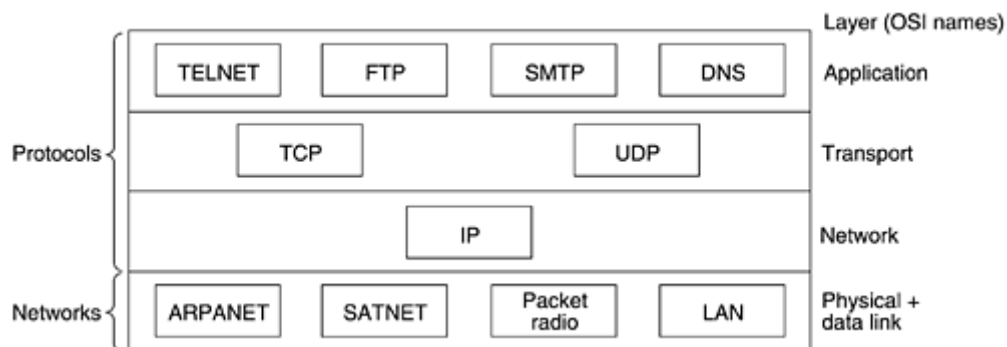 Layer (OSI names)
TELNET FTP SMTP DNS Application
Protocols TCP UDP Transport
IP Network
Networks ARPANET SATNET Packet radio LAN Physical + data link